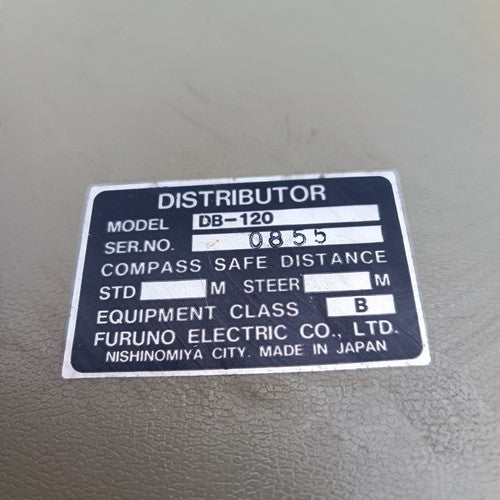 DISTRIBUTOR
MODEL DB-120
SER.NO. 0855
COMPASS SAFE DISTANCE
STD M STEER M
EQUIPMENT CLASS B
FURUNO ELECTRIC CO., LTD.
NISHINOMIYA CITY. MADE IN JAPAN